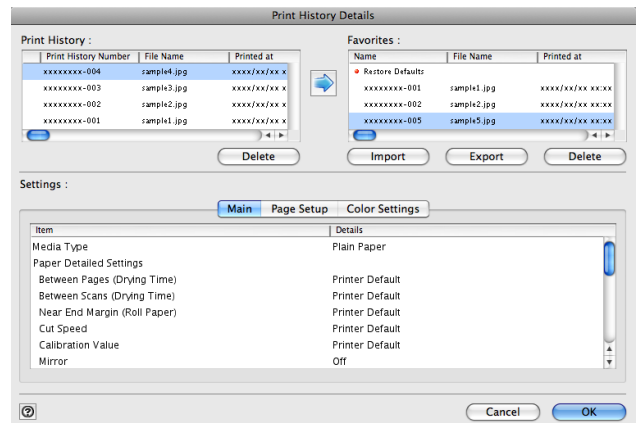 Print History Details
Print History : Favorites :
Print History Number File Name Printed at Name File Name Printed at
xxxxxxxx-004 sample4.jpg xxxx/xx/xx x Restore Defaults
xxxxxxxx-003 sample3.jpg xxxx/xx/xx x xxxxxxxx-001 sample1.jpg xxxx/xx/xx xx:xx
xxxxxxxx-002 sample2.jpg xxxx/xx/xx x xxxxxxxx-002 sample2.jpg xxxx/xx/xx xx:xx
xxxxxxxx-001 sample1.jpg xxxx/xx/xx x xxxxxxxx-005 sample5.jpg xxxx/xx/xx xx:xx
Delete Import Export Delete
Settings :
Main Page Setup Color Settings
Item Details
Media Type Plain Paper
Paper Detailed Settings
Between Pages (Drying Time) Printer Default
Between Scans (Drying Time) Printer Default
Near End Margin (Roll Paper) Printer Default
Cut Speed Printer Default
Calibration Value Printer Default
Mirror Off
? Cancel OK